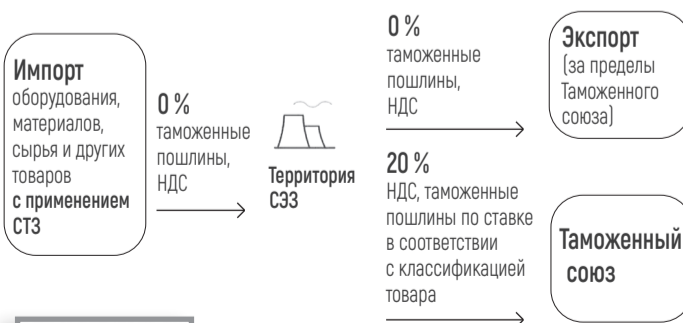 Импорт
оборудования,
материалов,
сырья и других
товаров
с применением
СТЗ
0 %
таможенные
пошлины,
НДС
Территория
СЭЗ
0 %
таможенные
пошлины,
НДС
Экспорт
(за пределы
Таможенного
союза)
20 %
НДС, таможенные
пошлины по ставке
в соответствии
с классификацией
товара
Таможенный
союз